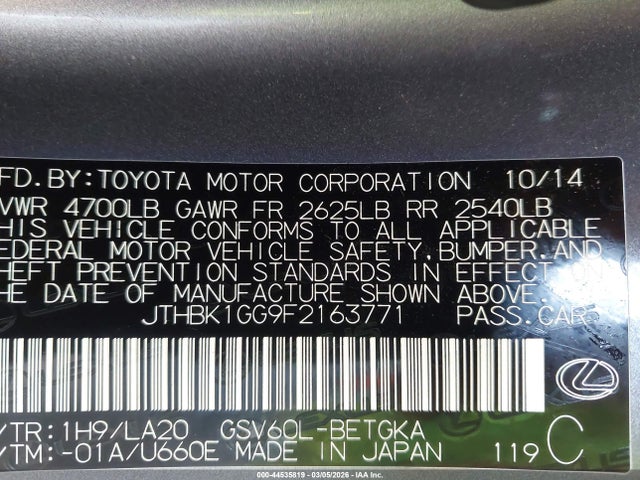 FD. BY: TOYOTA MOTOR CORPORATION 10/14
VWR 4700LB GAWR FR 2625LB RR 2540LB
HIS VEHICLE CONFORMS TO ALL APPLICABLE
EDERAL MOTOR VEHICLE SAFETY, BUMPER, AND
HEFT PREVENTION STANDARDS IN EFFECT ON
HE DATE OF MANUFACTURE SHOWN ABOVE.
JTHBK1GG9F2163771 PASS. CAR
/TR: 1H9/LA20 GSV60L-BETGKA
/TM: -01A/U660E MADE IN JAPAN 119 C
000-44535819 | 03/05/2026 - IAA, Inc.